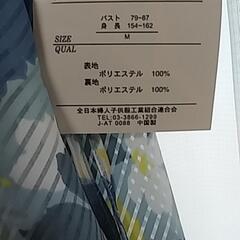 バスト 79-87
身長 154-162
SIZE M
QUAL
表地
ポリエステル 100%
裏地
ポリエステル 100%
全日本婦人子供服工業組合連合会
TEL:03-3866-1299
J-AT 0088 中国製